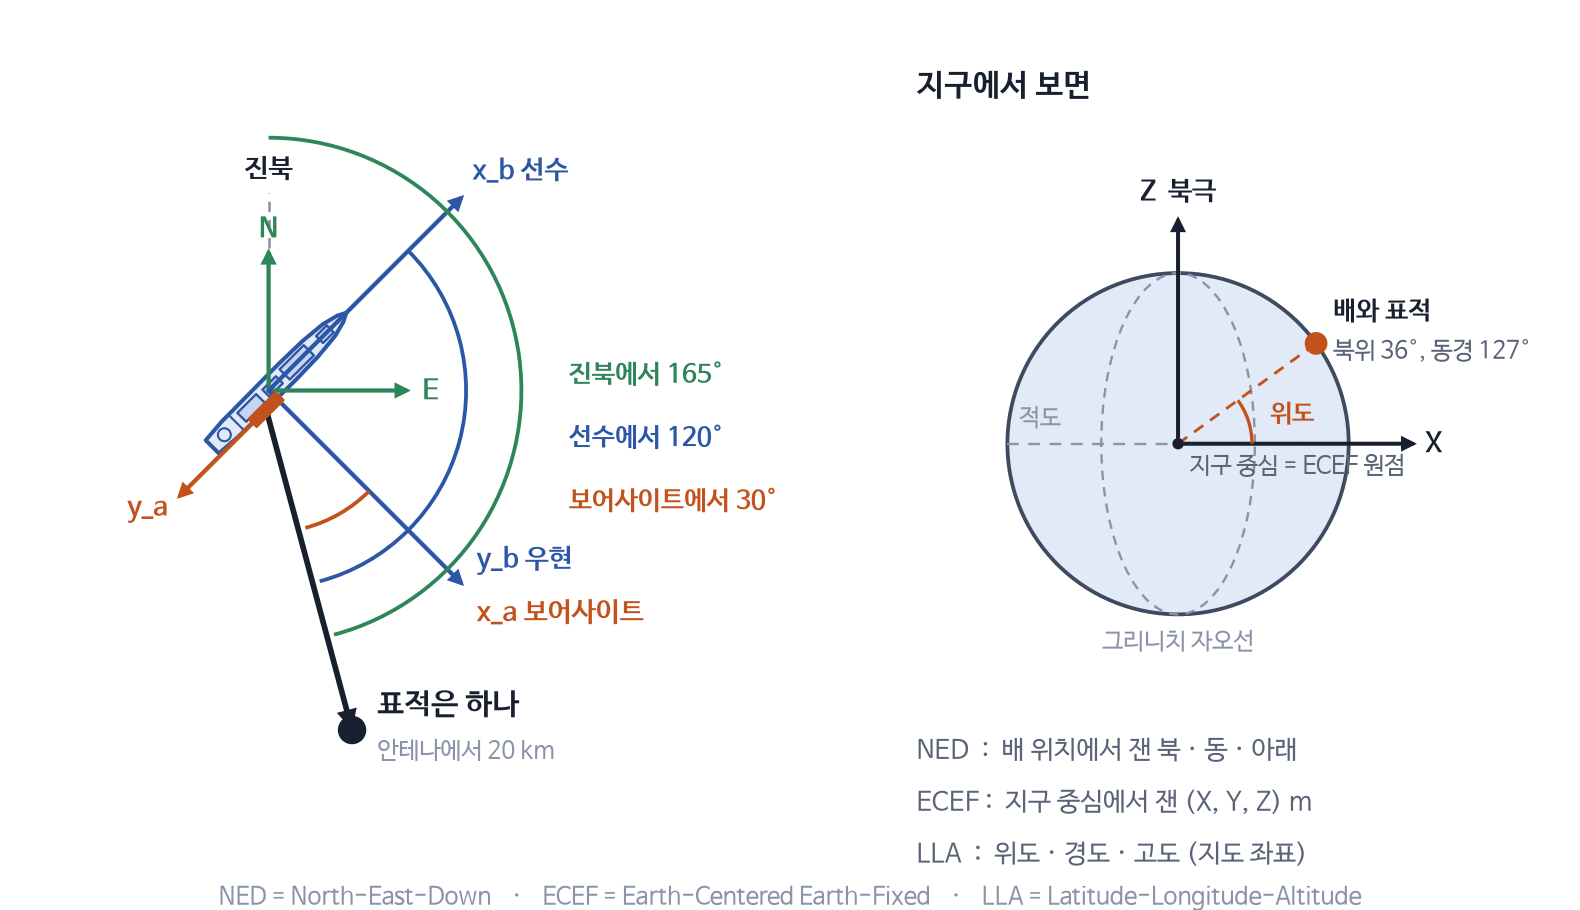 진북
N
x_b 선수
E
진북에서 165°
선수에서 120°
보어사이트에서 30°
y_a
y_b 우현
x_a 보어사이트
표적은 하나
안테나에서 20 km
지구에서 보면
Z 북극
배와 표적
북위 36°, 동경 127°
적도
위도
X
지구 중심 = ECEF 원점
그리니치 자오선
NED : 배 위치에서 잰 북 · 동 · 아래
ECEF : 지구 중심에서 잰 (X, Y, Z) m
LLA : 위도 · 경도 · 고도 (지도 좌표)
NED = North-East-Down · ECEF = Earth-Centered Earth-Fixed · LLA = Latitude-Longitude-Altitude